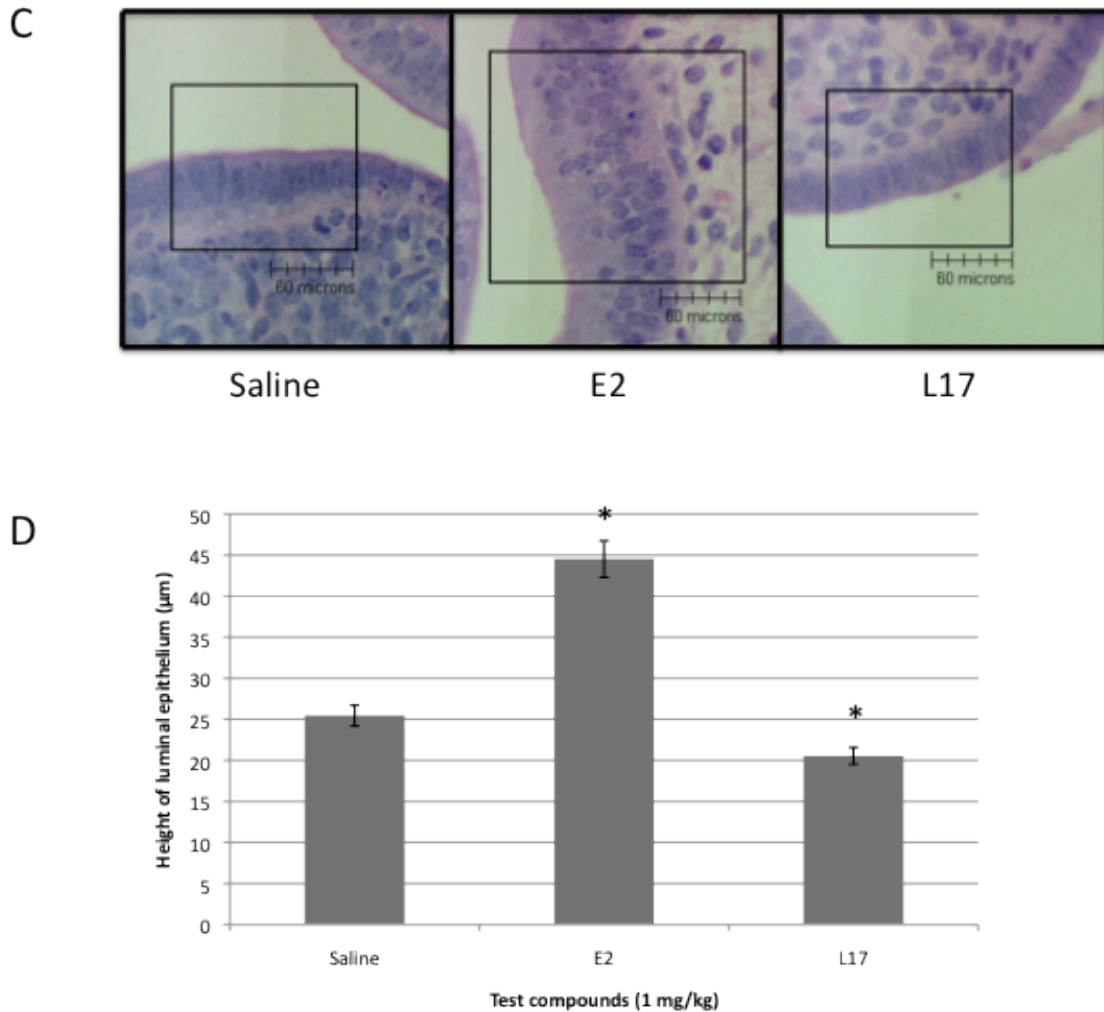 C
60 microns
60 microns
60 microns
Saline
E2
L17
D
Height of luminal epithelium (µm)
50
45
40
35
30
25
20
15
10
5
0
*
*
Saline
E2
L17
Test compounds (1 mg/kg)